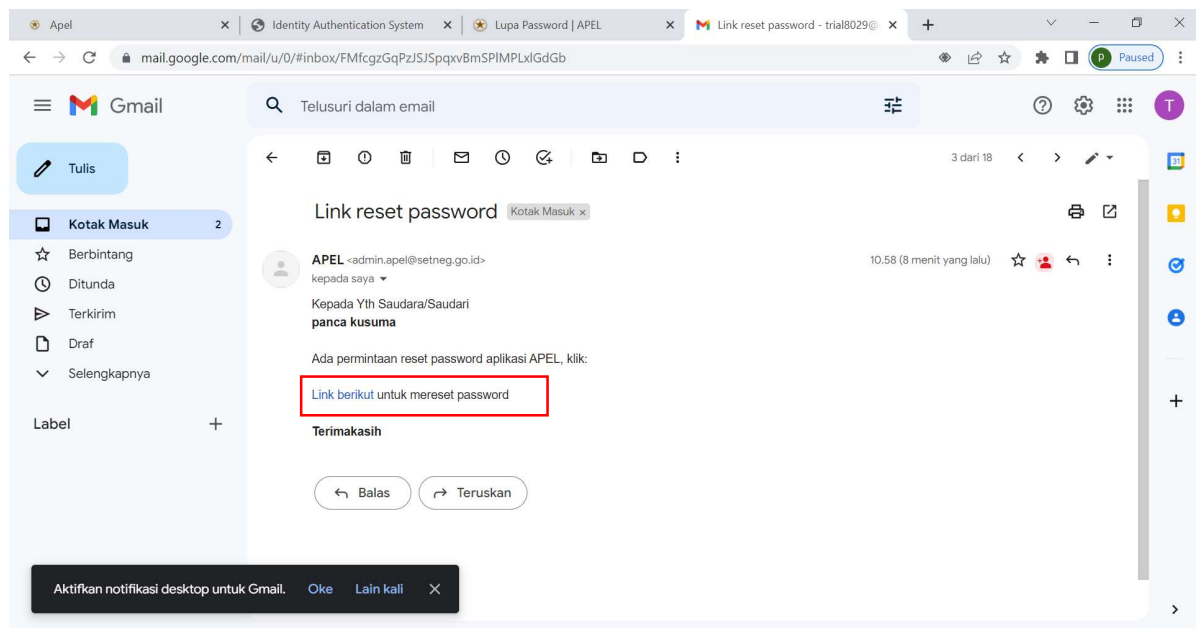 Apel
Identity Authentication System
Lupa Password | APEL
Link reset password - trial8029@
mail.google.com/mail/u/0/#inbox/FMfcgzGqPzJSJSpqxvBmSPlMPLxlGdGb
P
Paused
Gmail
Telusuri dalam email
T
Tulis
3 dari 18
31
Link reset password
Kotak Masuk ×
Kotak Masuk 2
Berbintang
Ditunda
Terkirim
Draf
Selengkapnya
Label
APEL <admin.apel@setneg.go.id>
10.58 (8 menit yang lalu)
kepada saya
Kepada Yth Saudara/Saudari
panca kusuma
Ada permintaan reset password aplikasi APEL, klik:
Link berikut untuk mereset password
Terimakasih
Balas
Teruskan
Aktifkan notifikasi desktop untuk Gmail. Oke Lain kali